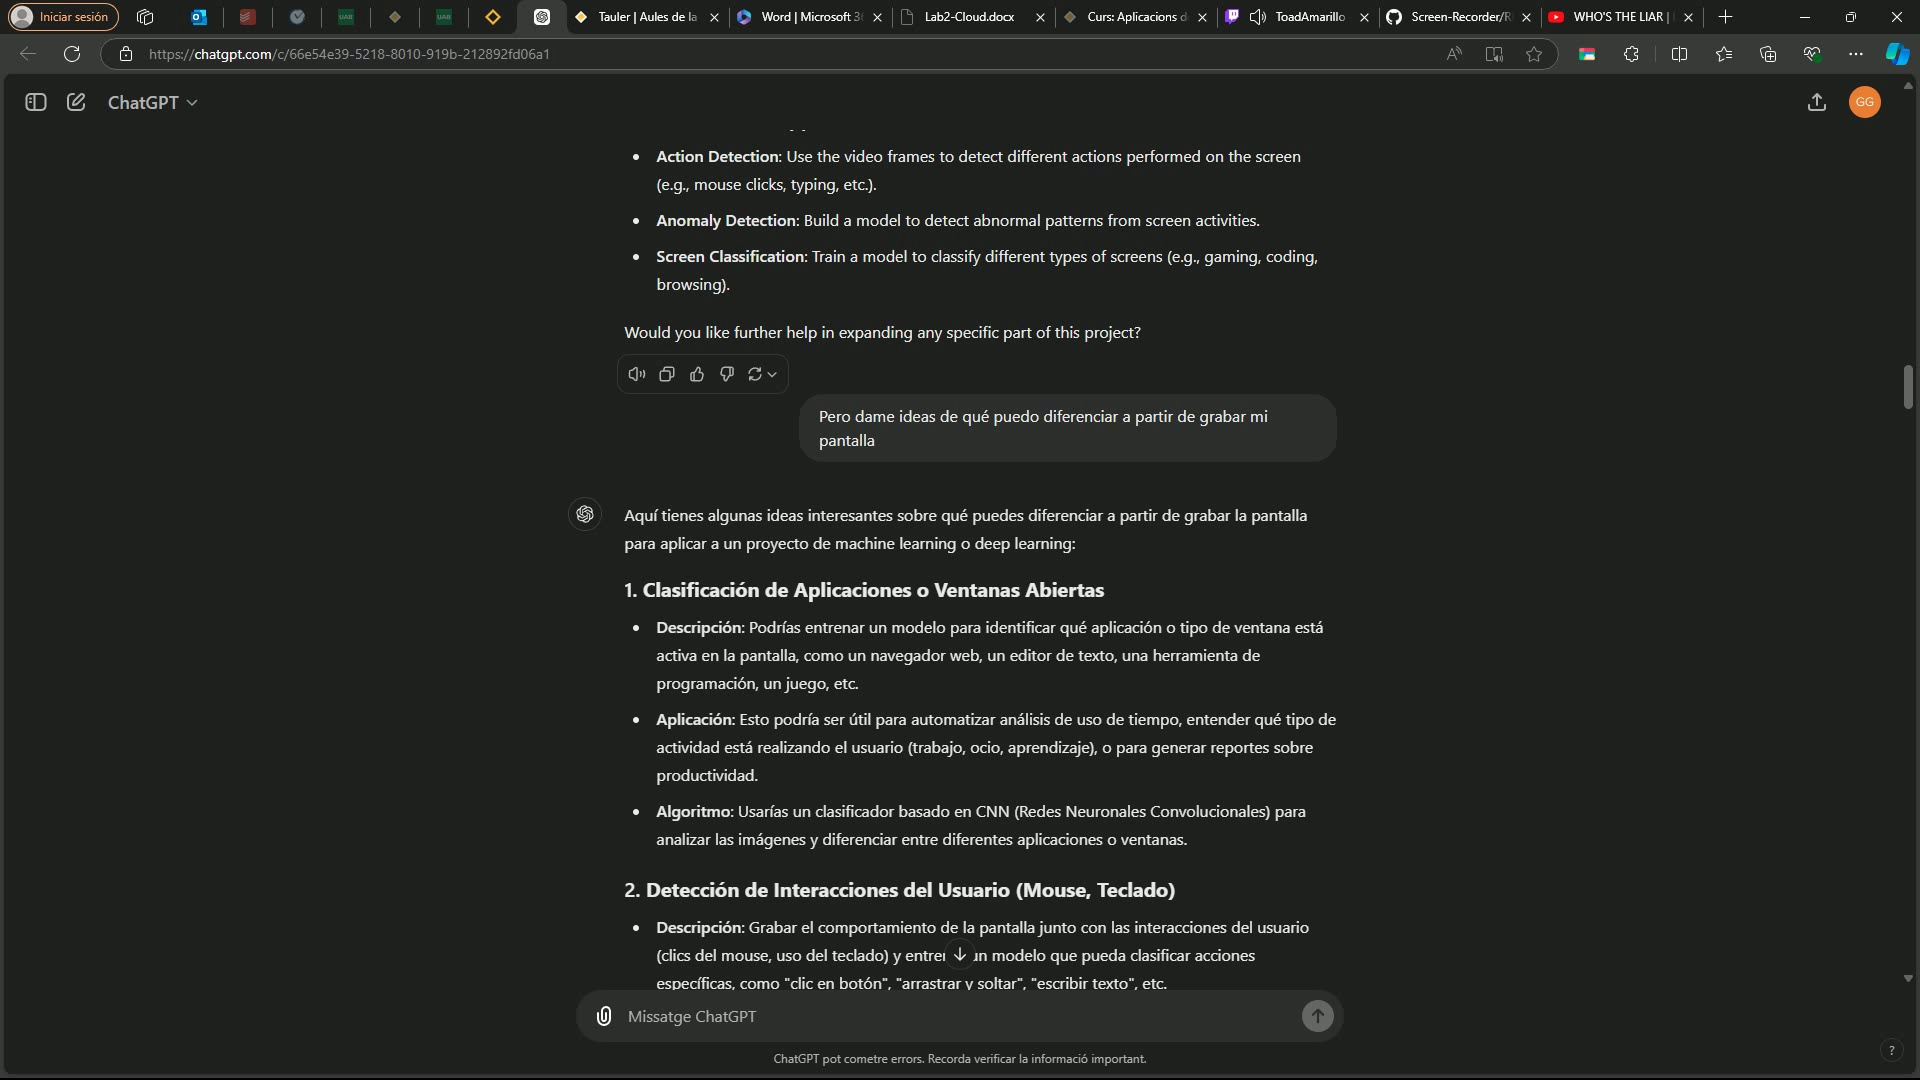 Iniciar sesión
UAB
UAB
Tauler | Aules de la
Word | Microsoft 3
Lab2-Cloud.docx
Curs: Aplicacions d
ToadAmarillo
Screen-Recorder/R
WHO'S THE LIAR |
https://chatgpt.com/c/66e54e39-5218-8010-919b-212892fd06a1
ChatGPT
GG
• Action Detection: Use the video frames to detect different actions performed on the screen
(e.g., mouse clicks, typing, etc.).
• Anomaly Detection: Build a model to detect abnormal patterns from screen activities.
• Screen Classification: Train a model to classify different types of screens (e.g., gaming, coding,
browsing).
Would you like further help in expanding any specific part of this project?
Pero dame ideas de qué puedo diferenciar a partir de grabar mi
pantalla
Aquí tienes algunas ideas interesantes sobre qué puedes diferenciar a partir de grabar la pantalla
para aplicar a un proyecto de machine learning o deep learning:
1. Clasificación de Aplicaciones o Ventanas Abiertas
• Descripción: Podrías entrenar un modelo para identificar qué aplicación o tipo de ventana está
activa en la pantalla, como un navegador web, un editor de texto, una herramienta de
programación, un juego, etc.
• Aplicación: Esto podría ser útil para automatizar análisis de uso de tiempo, entender qué tipo de
actividad está realizando el usuario (trabajo, ocio, aprendizaje), o para generar reportes sobre
productividad.
• Algoritmo: Usarías un clasificador basado en CNN (Redes Neuronales Convolucionales) para
analizar las imágenes y diferenciar entre diferentes aplicaciones o ventanas.
2. Detección de Interacciones del Usuario (Mouse, Teclado)
• Descripción: Grabar el comportamiento de la pantalla junto con las interacciones del usuario
(clics del mouse, uso del teclado) y entre un modelo que pueda clasificar acciones
específicas, como "clic en botón", "arrastrar y soltar", "escribir texto", etc.
Missatge ChatGPT
ChatGPT pot cometre errors. Recorda verificar la informació important.
?